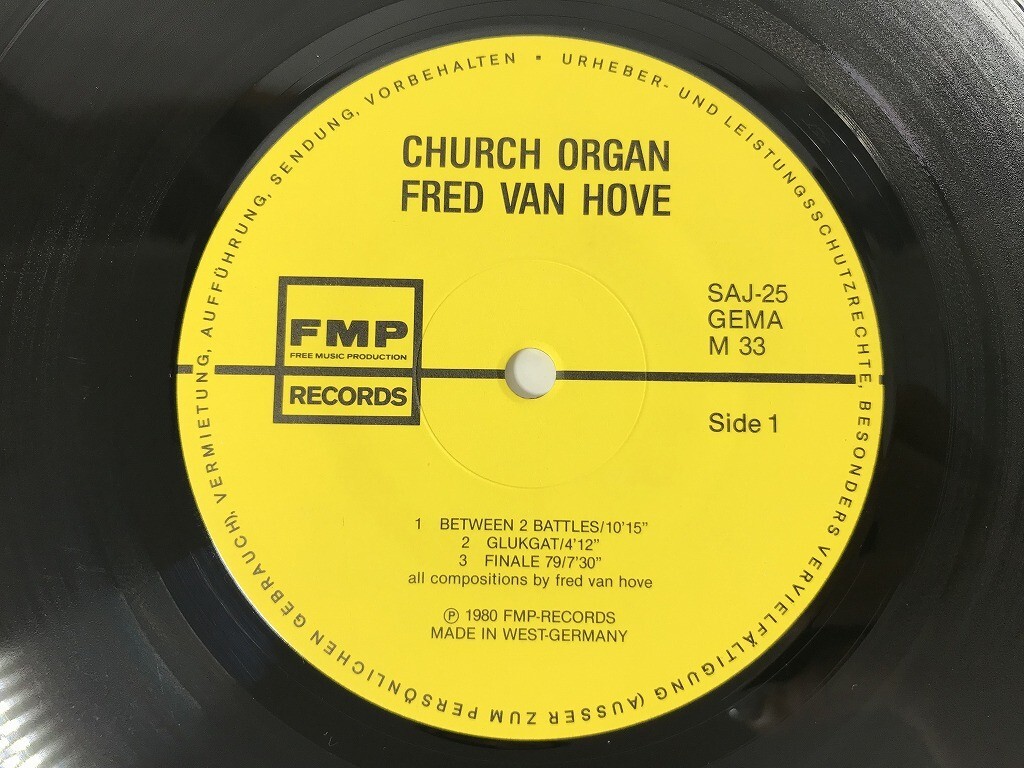 URHEBER- UND LEISTUNGSSCHUTZRECHTE, BESONDERS VERVIELFÄLTIGUNG (AUSSER ZUM PERSÖNLICHEN GEBRAUCH), VERMIETUNG, AUFFÜHRUNG, SENDUNG, VORBEHALTEN •
CHURCH ORGAN
FRED VAN HOVE
FMP
FREE MUSIC PRODUCTION
RECORDS
SAJ-25
GEMA
M 33
Side 1
1 BETWEEN 2 BATTLES/10'15"
2 GLUKGAT/4'12"
3 FINALE 79/7'30"
all compositions by fred van hove
℗ 1980 FMP-RECORDS
MADE IN WEST-GERMANY